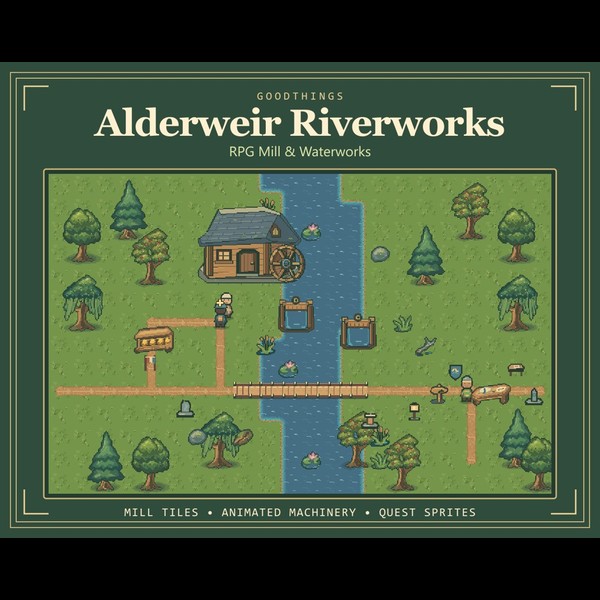 GOODTHINGS
Alderweir Riverworks
RPG Mill & Waterworks
MILL TILES • ANIMATED MACHINERY • QUEST SPRITES